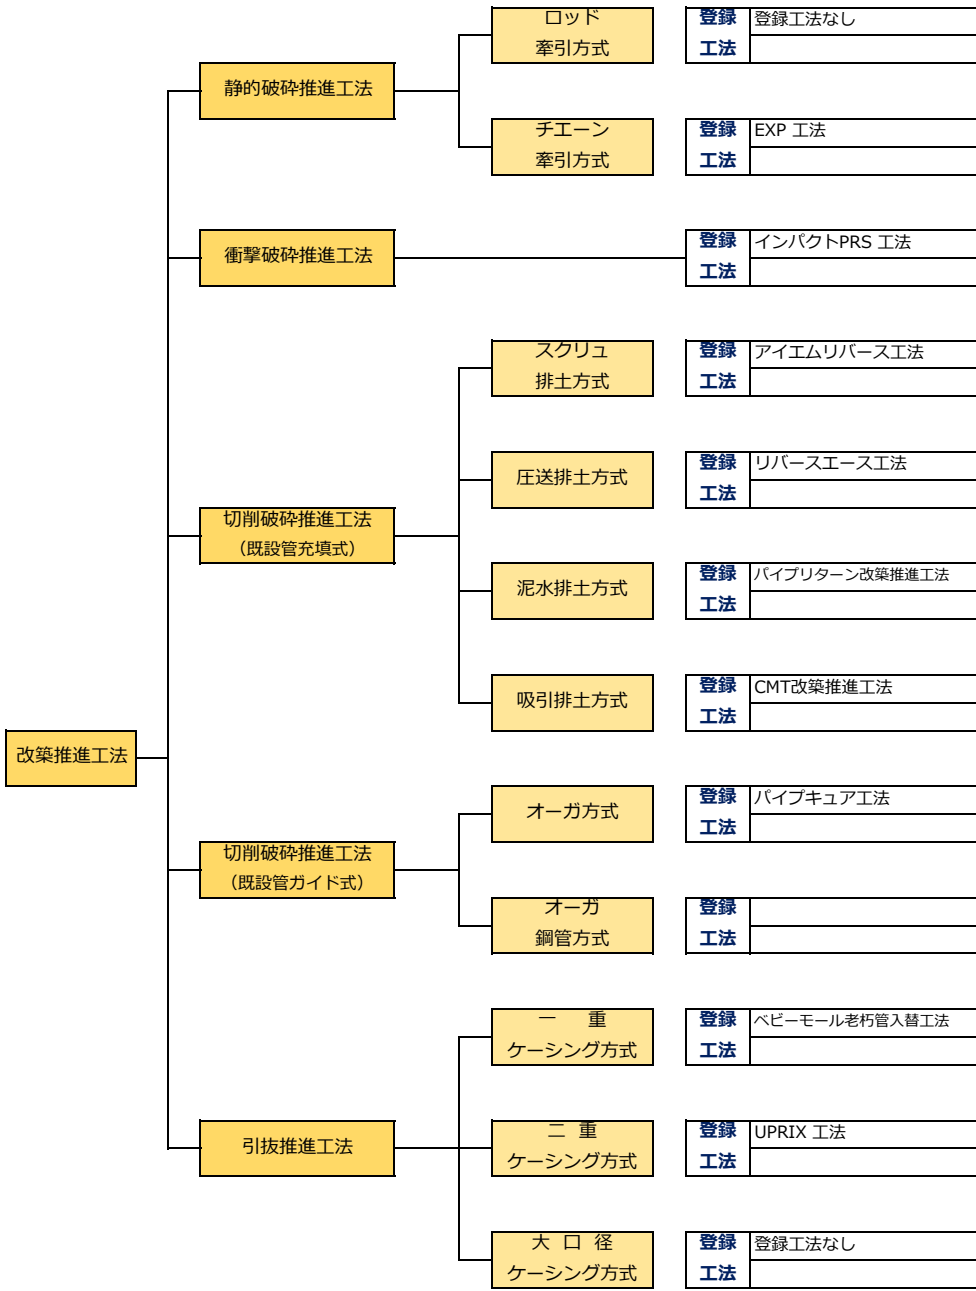 ロッド
牽引方式
登録
工法
登録工法なし
静的破砕推進工法
チエーン
牽引方式
登録
工法
EXP 工法
衝撃破砕推進工法
登録
工法
インパクトPRS 工法
スクリュ
排土方式
登録
工法
アイエムリバース工法
圧送排土方式
登録
工法
リバースエース工法
切削破砕推進工法
（既設管充填式）
泥水排土方式
登録
工法
パイプリターン改築推進工法
吸引排土方式
登録
工法
CMT改築推進工法
改築推進工法
オーガ方式
登録
工法
パイプキュア工法
切削破砕推進工法
（既設管ガイド式）
オーガ
鋼管方式
登録
工法
一 重
ケーシング方式
登録
工法
ベビーモール老朽管入替工法
引抜推進工法
二 重
ケーシング方式
登録
工法
UPRIX 工法
大 口 径
ケーシング方式
登録
工法
登録工法なし